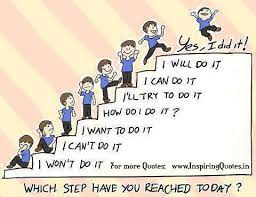 Yes, I did it!
I WILL DO IT
I CAN DO IT
I'LL TRY TO DO IT
HOW DO I DO IT ?
I WANT TO DO IT
I CAN'T DO IT
I WON'T DO IT For more Quotes: www.InspiringQuotes.in
WHICH STEP HAVE YOU REACHED TODAY ?